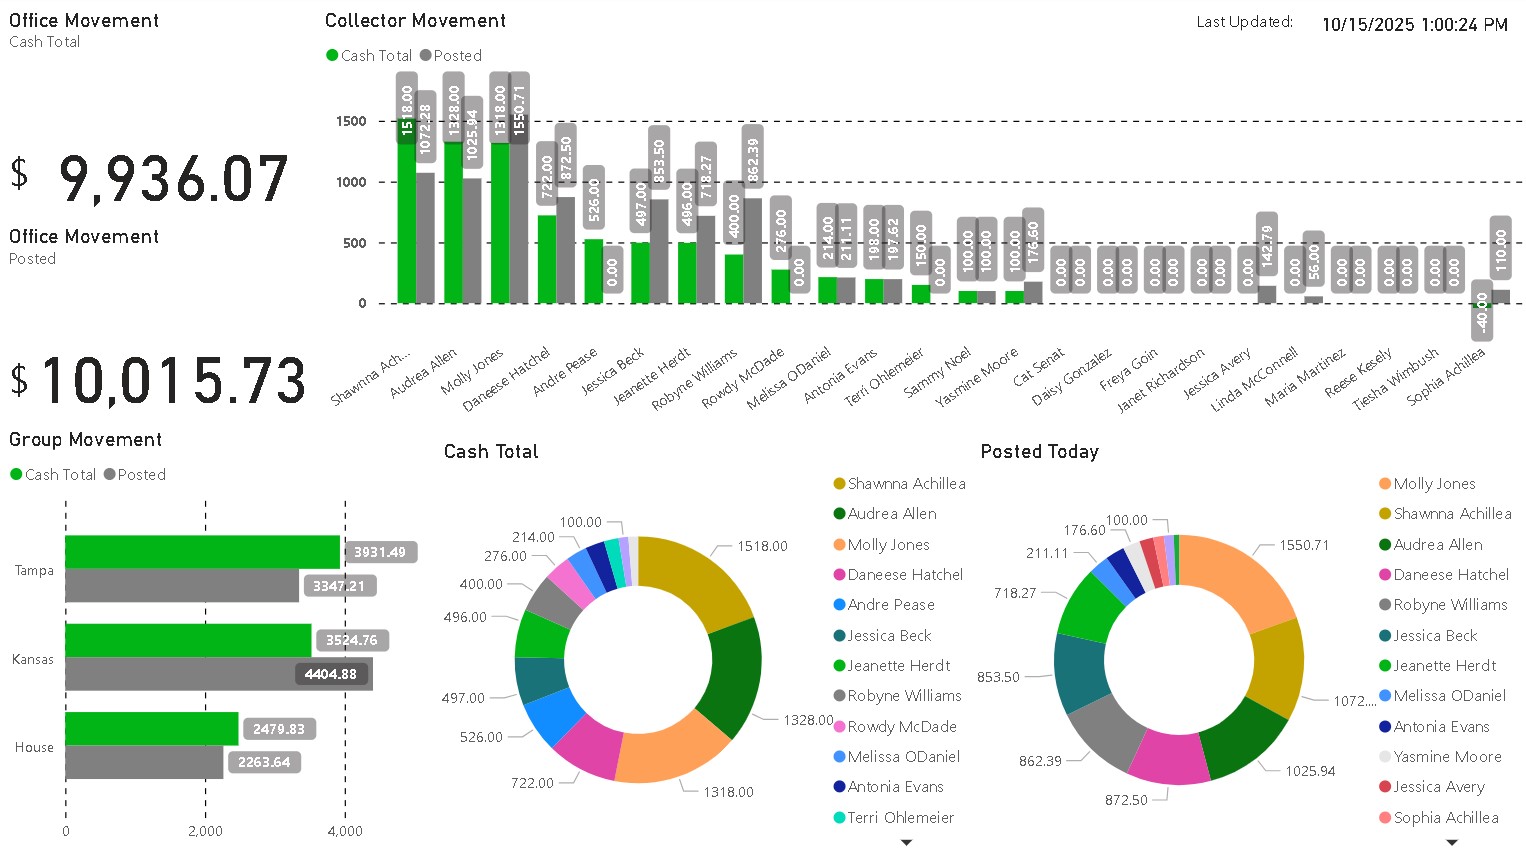 Office Movement
Cash Total
$ 9,936.07
Office Movement
Posted
$ 10,015.73
Collector Movement
Last Updated: 10/15/2025 1:00:24 PM
Cash Total Posted
1500
1000
500
0
1518.00 1072.28 1328.00 1025.94 1318.00 1550.71 722.00 872.50 526.00 0.00 497.00 853.50 496.00 718.27 400.00 862.39 276.00 0.00 214.00 211.11 198.00 197.62 150.00 0.00 100.00 100.00 100.00 176.60 0.00 0.00 0.00 0.00 0.00 0.00 0.00 0.00 0.00 142.79 0.00 56.00 0.00 0.00 0.00 0.00 0.00 0.00 -40.00 110.00
Shawnna Ach...
Audrea Allen
Molly Jones
Daneese Hatchel
Andre Pease
Jessica Beck
Jeanette Herdt
Robyne Williams
Rowdy McDade
Melissa ODaniel
Antonia Evans
Terri Ohlemeier
Sammy Noel
Yasmine Moore
Cat Senat
Daisy Gonzalez
Freya Goin
Janet Richardson
Jessica Avery
Linda McConnell
Maria Martinez
Reese Kesely
Tiesha Wimbush
Sophia Achillea
Group Movement
Cash Total Posted
Tampa
3931.49
3347.21
Kansas
3524.76
4404.88
House
2479.83
2263.64
0 2,000 4,000
Cash Total
1518.00
1328.00
1318.00
722.00
526.00
497.00
496.00
400.00
276.00
214.00
100.00
Shawnna Achillea
Audrea Allen
Molly Jones
Daneese Hatchel
Andre Pease
Jessica Beck
Jeanette Herdt
Robyne Williams
Rowdy McDade
Melissa ODaniel
Antonia Evans
Terri Ohlemeier
Posted Today
1550.71
1072....
1025.94
872.50
862.39
853.50
718.27
211.11
176.60
100.00
Molly Jones
Shawnna Achillea
Audrea Allen
Daneese Hatchel
Robyne Williams
Jessica Beck
Jeanette Herdt
Melissa ODaniel
Antonia Evans
Yasmine Moore
Jessica Avery
Sophia Achillea